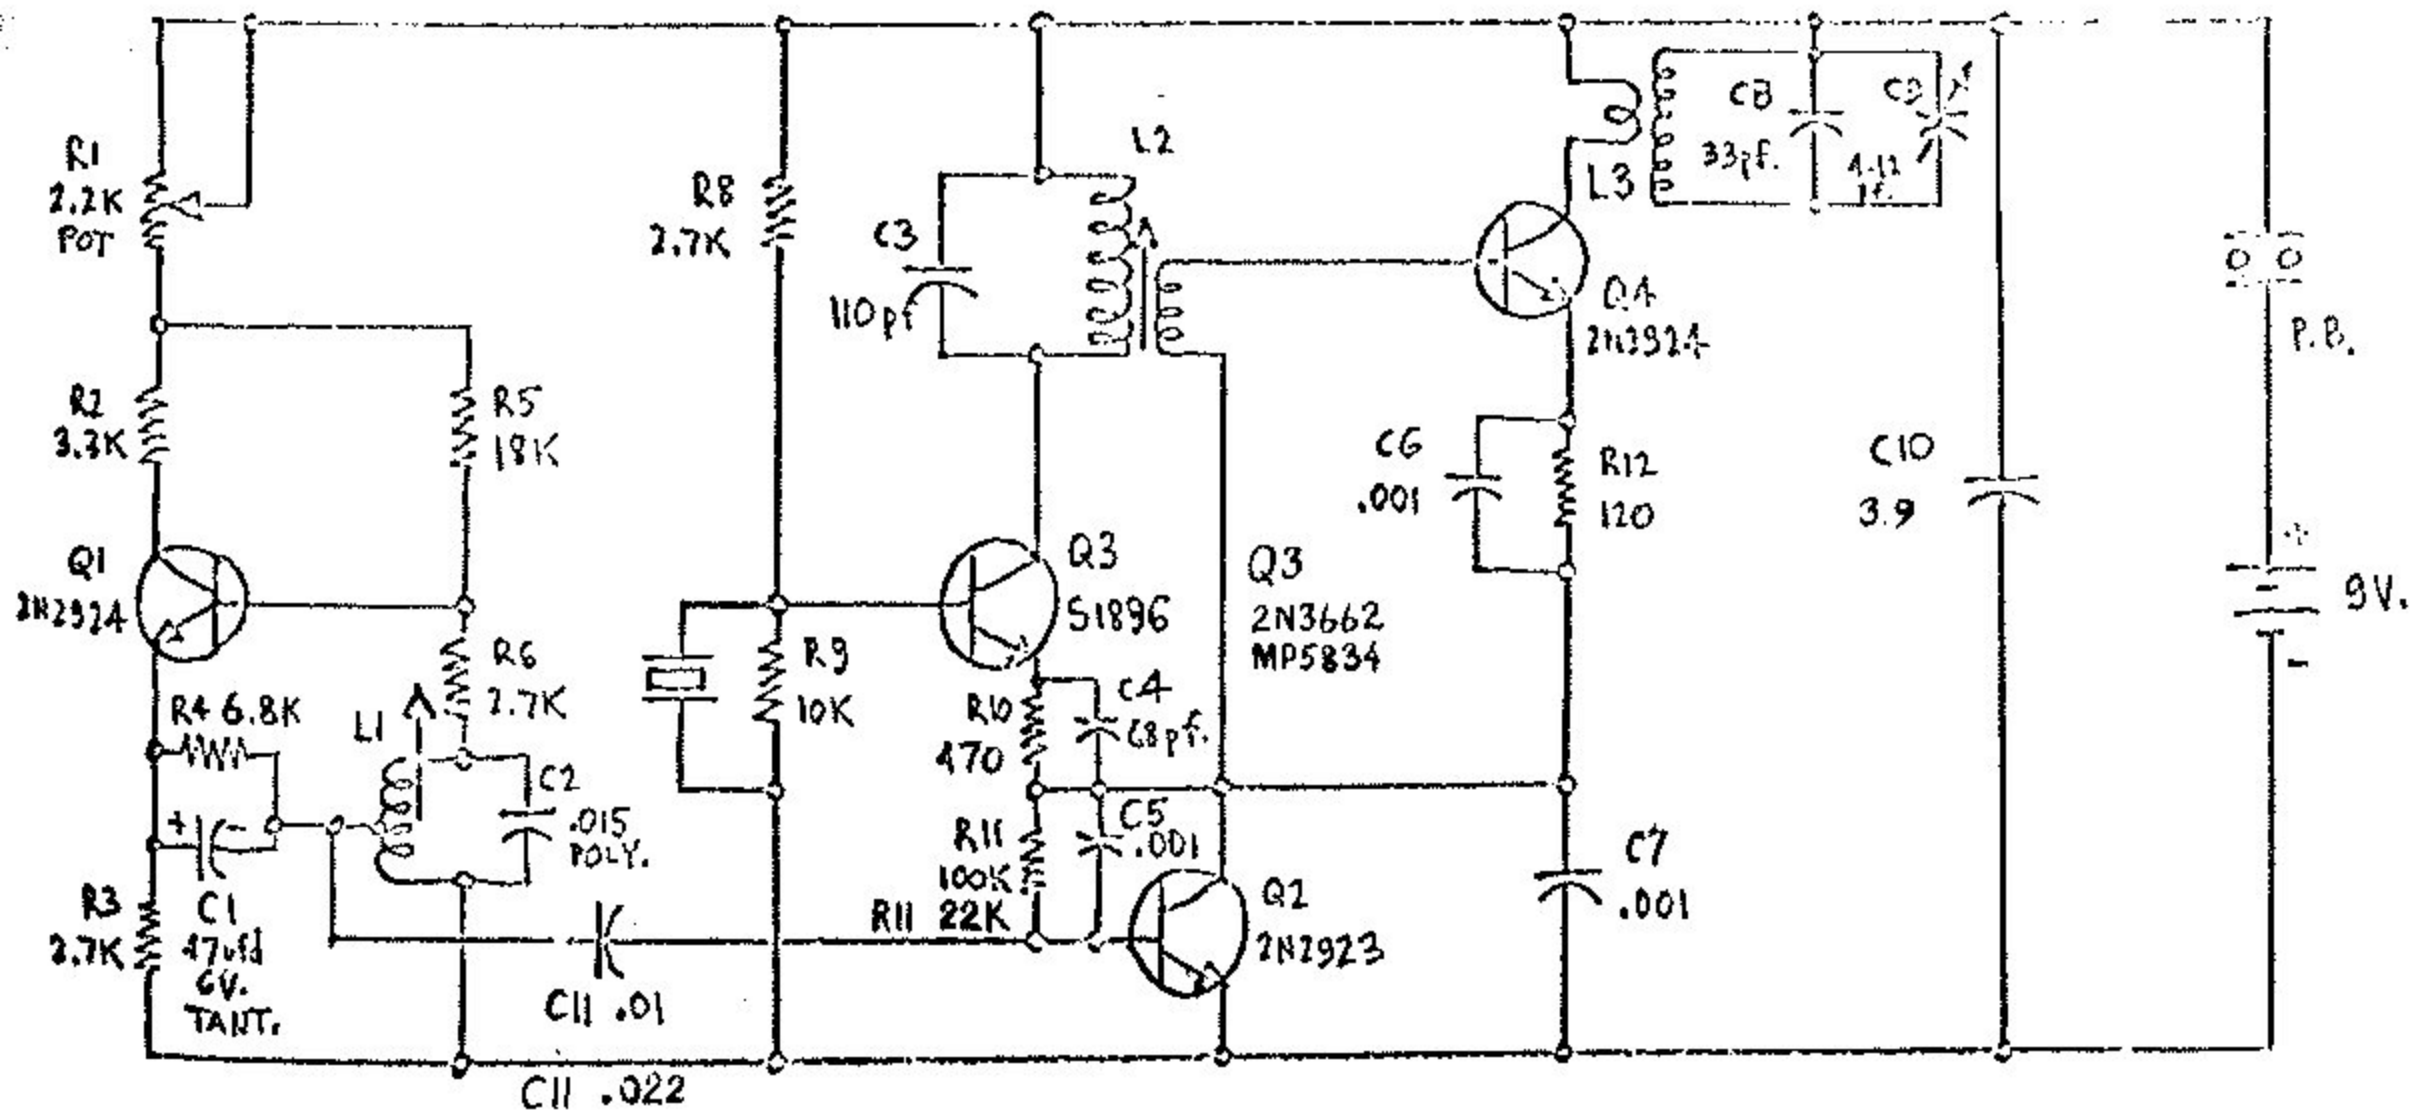 R1
2.2K
POT
R2
3.3K
Q1
2N2924
R4 6.8K
R3
2.7K
C1
47ufd
6V.
TANT.
R5
18K
R6
2.7K
L1
C2
.015
POLY.
C11 .01
C11 .022
R8
2.7K
R9
10K
C3
110pf
L2
Q3
S1896
Q3
2N3662
MPS834
R10
470
C4
68pf.
C5
.001
R11
100K
R11 22K
Q2
2N2923
L3
Q4
2N2924
C6
.001
R12
120
C7
.001
C8
33pf.
C9
C10
3.9
P.B.
+
9V.
-